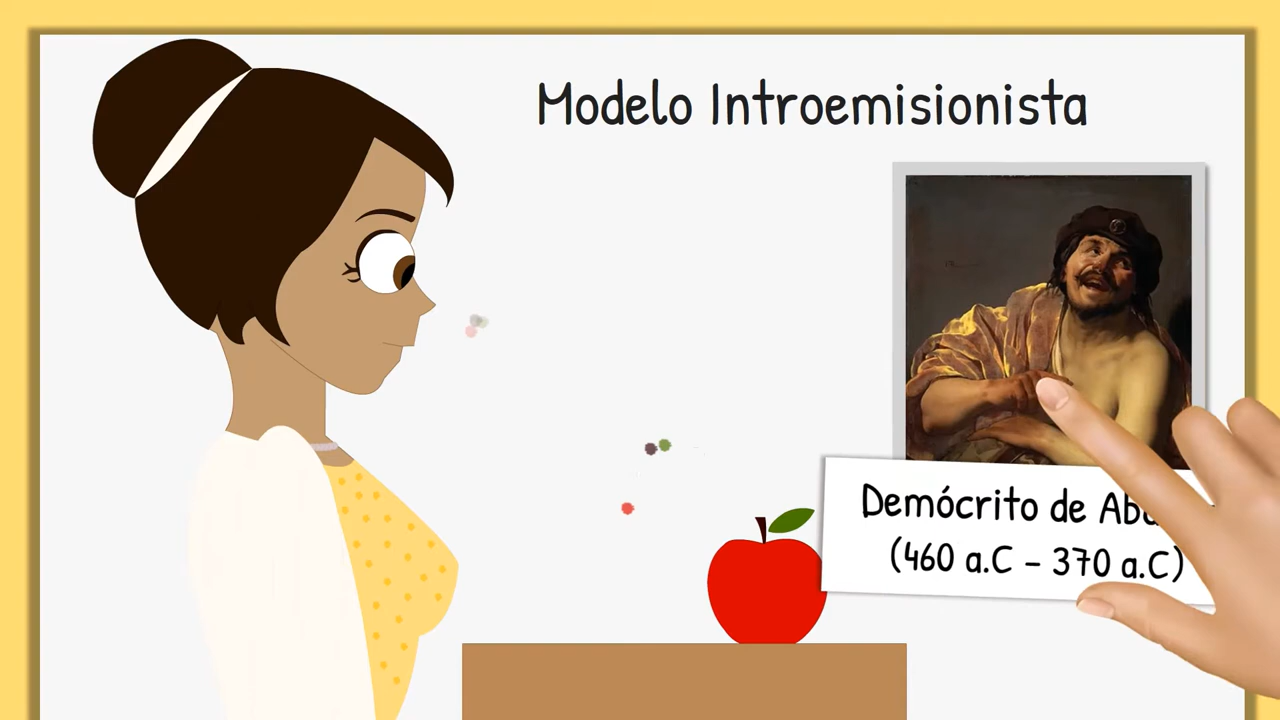 Modelo Introemisionista
Demócrito de
(460 a.C – 370 a.C)